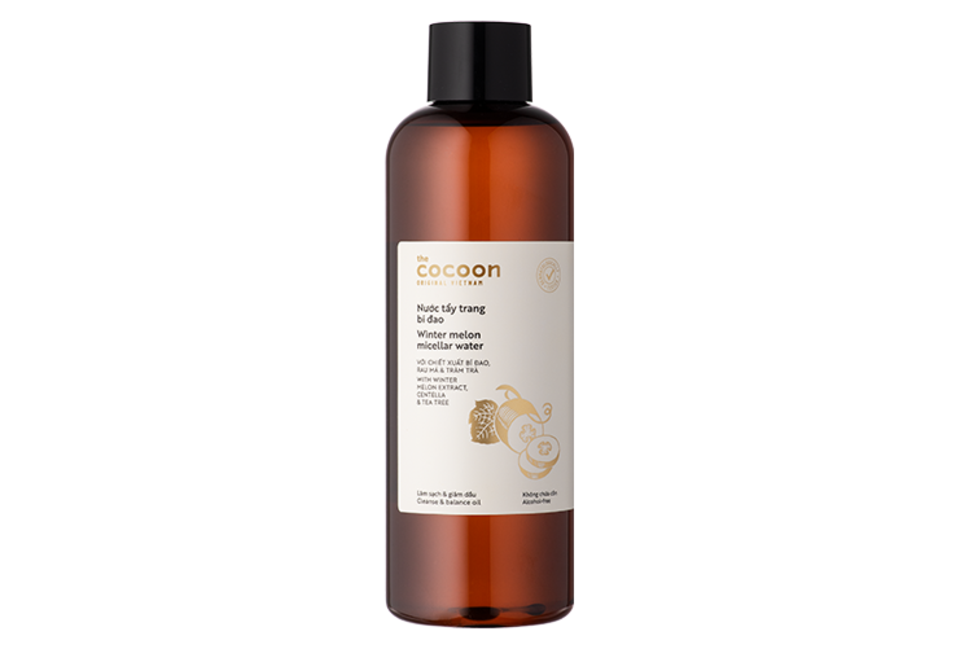 the
cocoon
ORIGINAL VIETNAM
Nước tẩy trang
bí đao
Winter melon
micellar water
VỚI CHIẾT XUẤT BÍ ĐAO,
RAU MÁ & TRÀM TRÀ
WITH WINTER
MELON EXTRACT,
CENTELLA
& TEA TREE
Làm sạch & giảm dầu
Cleanse & balance oil
Không chứa cồn
Alcohol-free